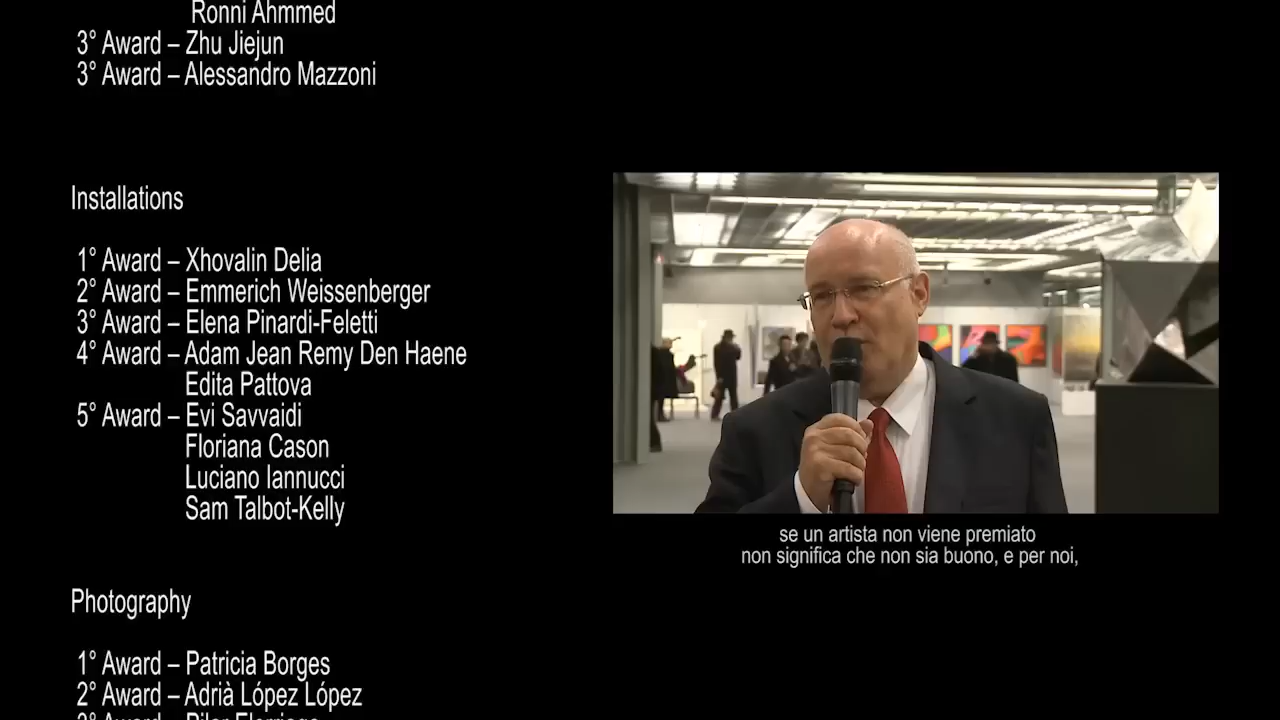 Ronni Ahmmed
3° Award – Zhu Jiejun
3° Award – Alessandro Mazzoni
Installations
1° Award – Xhovalin Delia
2° Award – Emmerich Weissenberger
3° Award – Elena Pinardi-Feletti
4° Award – Adam Jean Remy Den Haene
Edita Pattova
5° Award – Evi Savvaidi
Floriana Cason
Luciano Iannucci
Sam Talbot-Kelly
Photography
1° Award – Patricia Borges
2° Award – Adrià López López
se un artista non viene premiato
non significa che non sia buono, e per noi,